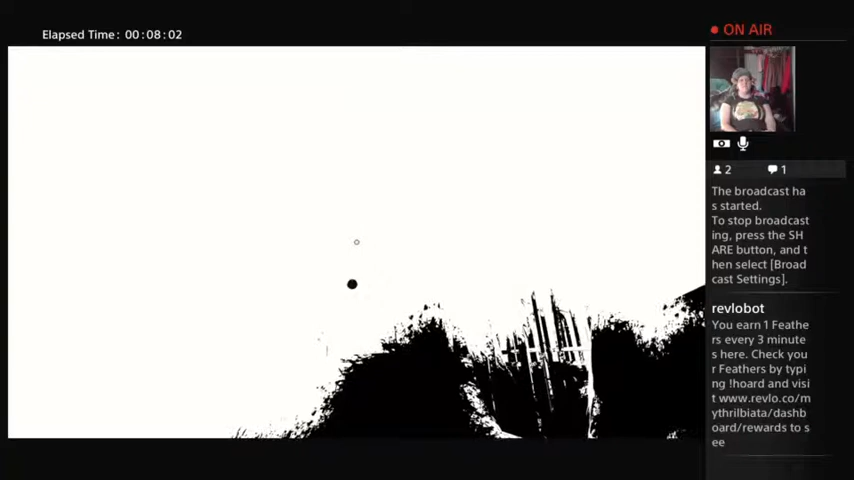 Elapsed Time: 00:08:02
ON AIR
2
1
The broadcast ha
s started.
To stop broadcast
ing, press the SH
ARE button, and t
hen select [Broad
cast Settings].
revlobot
You earn 1 Feathe
rs every 3 minute
s here. Check you
r Feathers by typi
ng !hoard and visi
t www.revlo.co/m
ythrilbiata/dashb
oard/rewards to s
ee